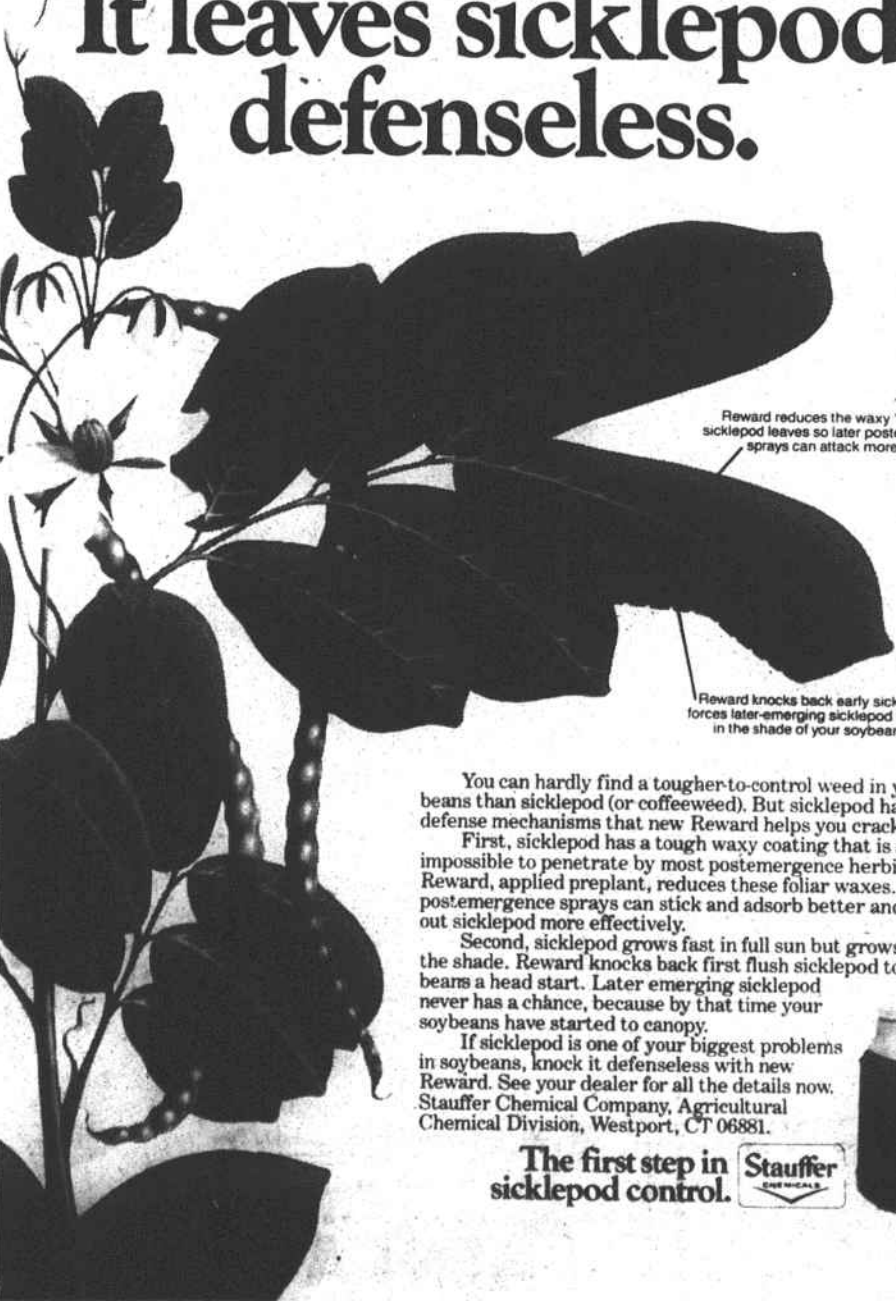 It leaves sicklepod
defenseless.
Reward reduces the waxy
sicklepod leaves so later
sprays can attack more
Reward knocks back early
forces later-emerging sicklepod
in the shade of your
You can hardly find a tougher-to-control weed in
beans than sicklepod (or coffeeweed). But sicklepod
defense mechanisms that new Reward helps you crack
First, sicklepod has a tough waxy coating that is
impossible to penetrate by most postemergence
Reward, applied preplant, reduces these foliar waxes.
postemergence sprays can stick and adsorb better and
out sicklepod more effectively.
Second, sicklepod grows fast in full sun but grows
the shade. Reward knocks back first flush sicklepod to
beans a head start. Later emerging sicklepod
never has a chance, because by that time your
soybeans have started to canopy.
If sicklepod is one of your biggest problems
in soybeans, knock it defenseless with new
Reward. See your dealer for all the details now.
Stauffer Chemical Company, Agricultural
Chemical Division, Westport, CT 06881.
The first step in
sicklepod control.
Stauffer
CHEMICALS